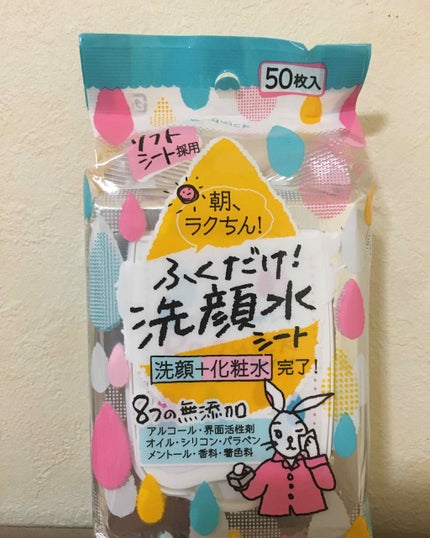 50枚入
ソフト
シート採用
朝、
ラクちん!
ふくだけ!
洗顔水
シート
洗顔+化粧水 完了!
8つの無添加
アルコール・界面活性剤
オイル・シリコン・パラベン
メントール・香料・着色料